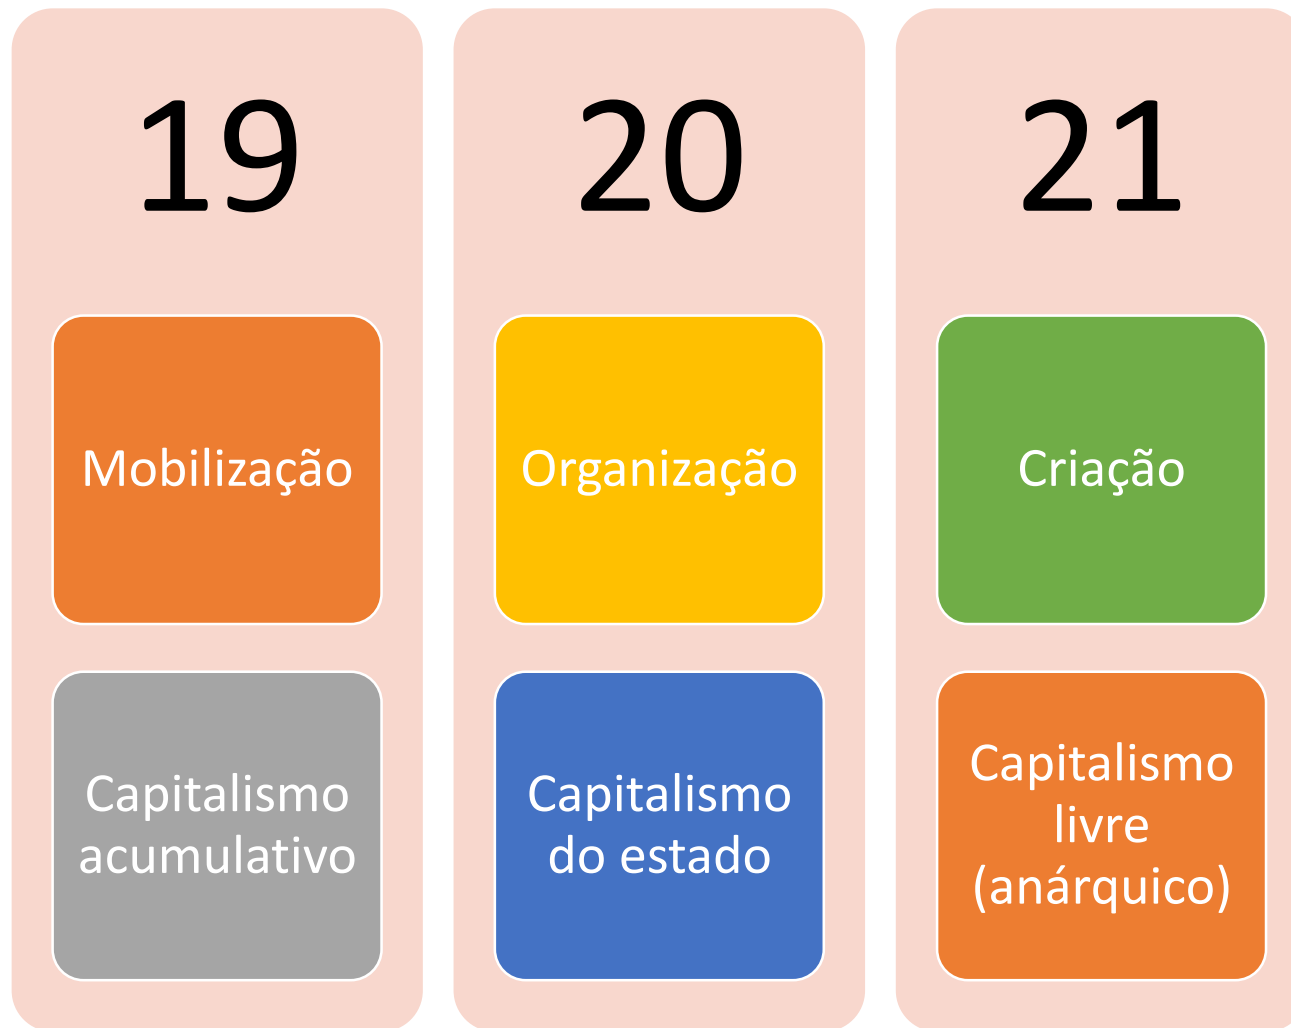 19
Mobilização
Capitalismo
acumulativo
20
Organização
Capitalismo
do estado
21
Criação
Capitalismo
livre
(anárquico)